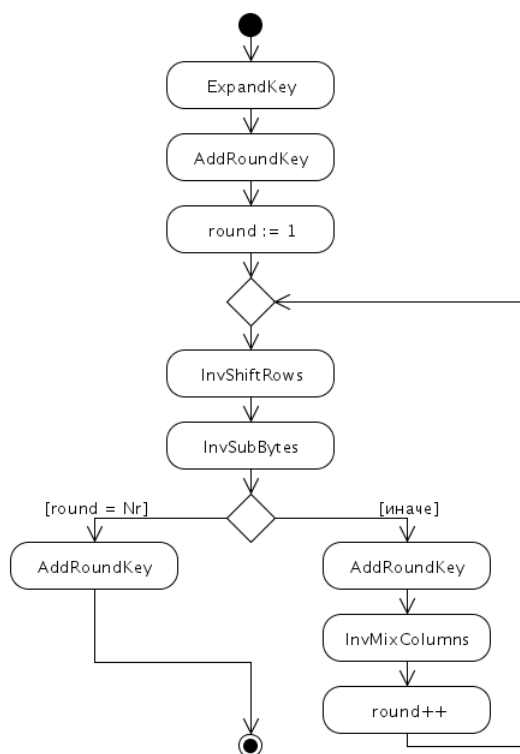 ExpandKey
AddRoundKey
round := 1
InvShiftRows
InvSubBytes
[round = Nr]
[иначе]
AddRoundKey
AddRoundKey
InvMixColumns
round++